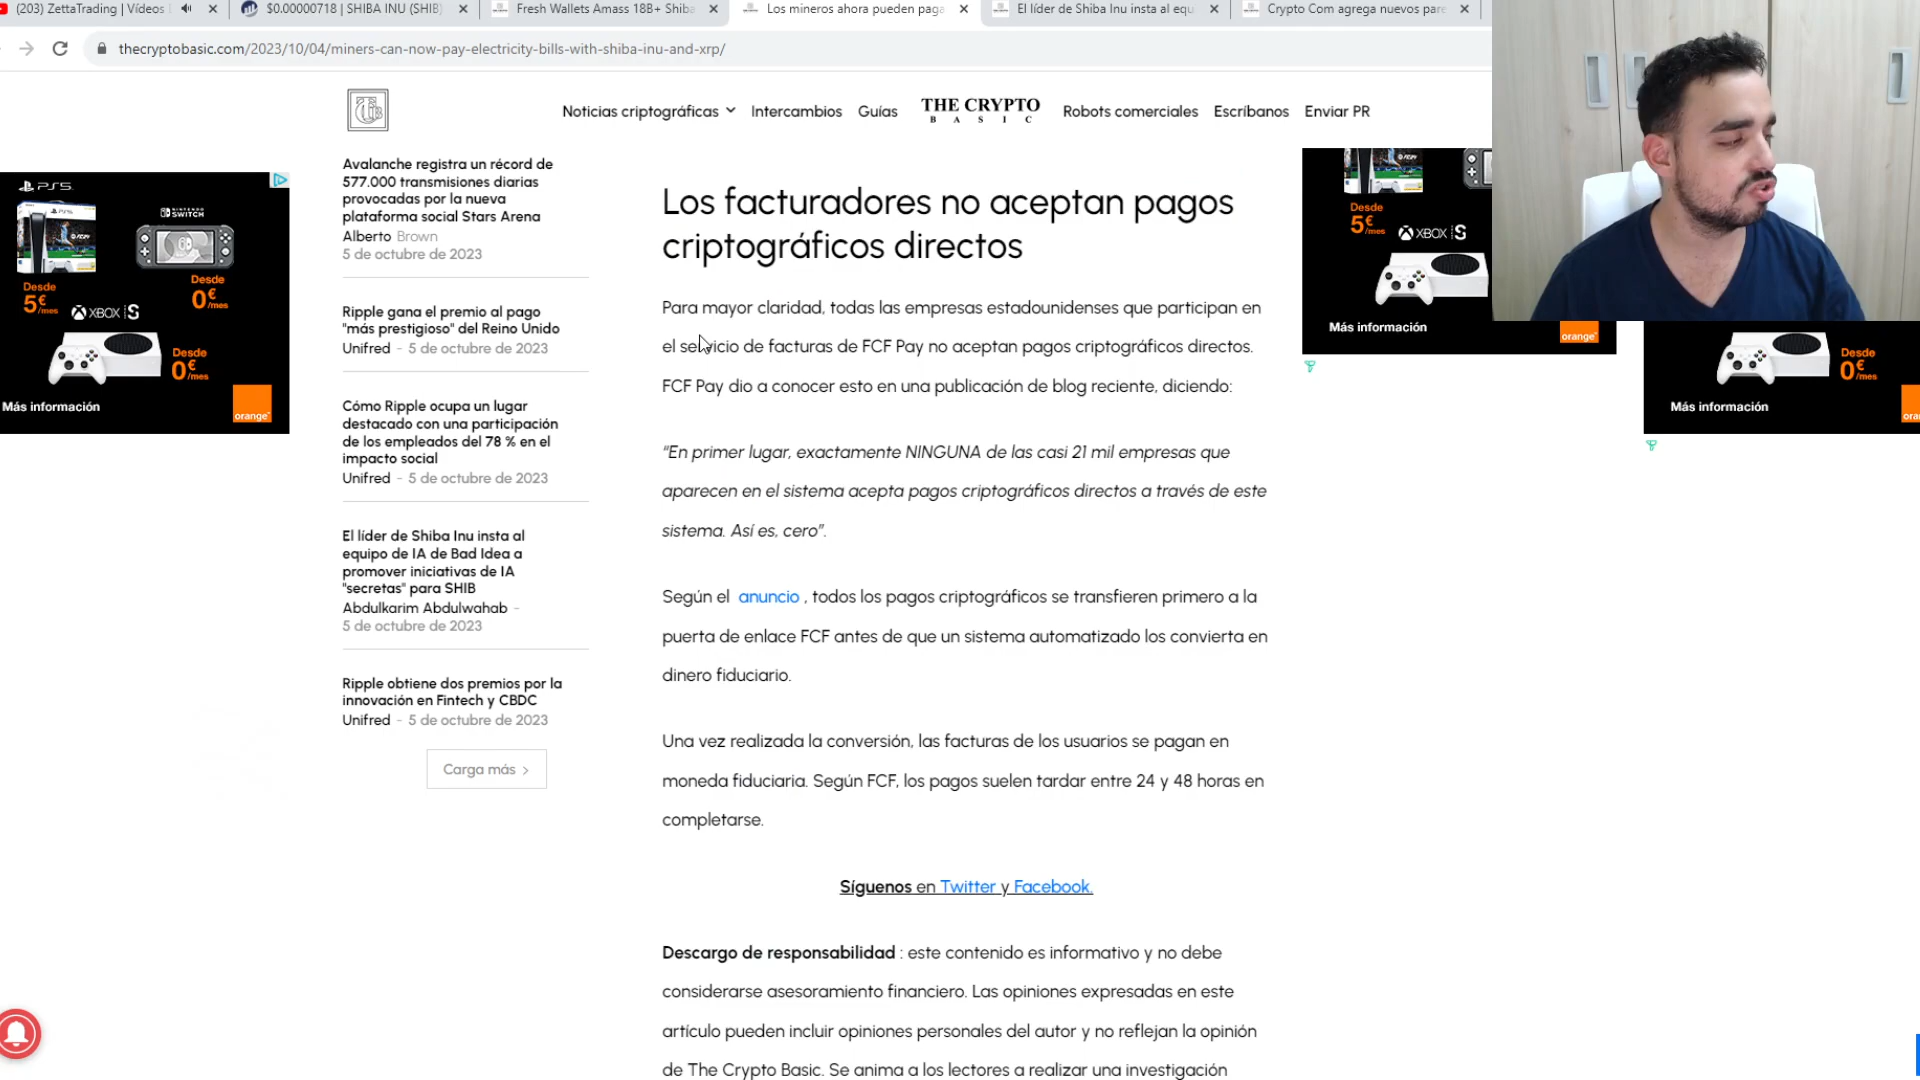 (203) ZettaTrading | Vídeos
$0.00000718 | SHIBA INU (SHIB)
Fresh Wallets Amass 18B+ Shiba
Los mineros ahora pueden paga
El líder de Shiba Inu insta al equ
Crypto Com agrega nuevos pare
thecryptobasic.com/2023/10/04/miners-can-now-pay-electricity-bills-with-shiba-inu-and-xrp/
Noticias criptográficas
Intercambios
Guías
THE CRYPTO
BASIC
Robots comerciales
Escríbanos
Enviar PR
Avalanche registra un récord de
577.000 transmisiones diarias
provocadas por la nueva
plataforma social Stars Arena
Alberto Brown
5 de octubre de 2023
Ripple gana el premio al pago
"más prestigioso" del Reino Unido
Unifred - 5 de octubre de 2023
Cómo Ripple ocupa un lugar
destacado con una participación
de los empleados del 78 % en el
impacto social
Unifred - 5 de octubre de 2023
El líder de Shiba Inu insta al
equipo de IA de Bad Idea a
promover iniciativas de IA
"secretas" para SHIB
Abdulkarim Abdulwahab -
5 de octubre de 2023
Ripple obtiene dos premios por la
innovación en Fintech y CBDC
Unifred - 5 de octubre de 2023
Carga más
Los facturadores no aceptan pagos
criptográficos directos
Para mayor claridad, todas las empresas estadounidenses que participan en
el servicio de facturas de FCF Pay no aceptan pagos criptográficos directos.
FCF Pay dio a conocer esto en una publicación de blog reciente, diciendo:
“En primer lugar, exactamente NINGUNA de las casi 21 mil empresas que
aparecen en el sistema acepta pagos criptográficos directos a través de este
sistema. Así es, cero”.
Según el anuncio , todos los pagos criptográficos se transfieren primero a la
puerta de enlace FCF antes de que un sistema automatizado los convierta en
dinero fiduciario.
Una vez realizada la conversión, las facturas de los usuarios se pagan en
moneda fiduciaria. Según FCF, los pagos suelen tardar entre 24 y 48 horas en
completarse.
Síguenos en Twitter y Facebook.
Descargo de responsabilidad : este contenido es informativo y no debe
considerarse asesoramiento financiero. Las opiniones expresadas en este
artículo pueden incluir opiniones personales del autor y no reflejan la opinión
de The Crypto Basic. Se anima a los lectores a realizar una investigación
PS5
NINTENDO
SWITCH
Desde
5€/mes
Desde
0€/mes
XBOX S
Desde
0€/mes
Más información
orange
Desde
5€/mes
XBOX S
Más información
orange
Desde
0€/mes
Más información